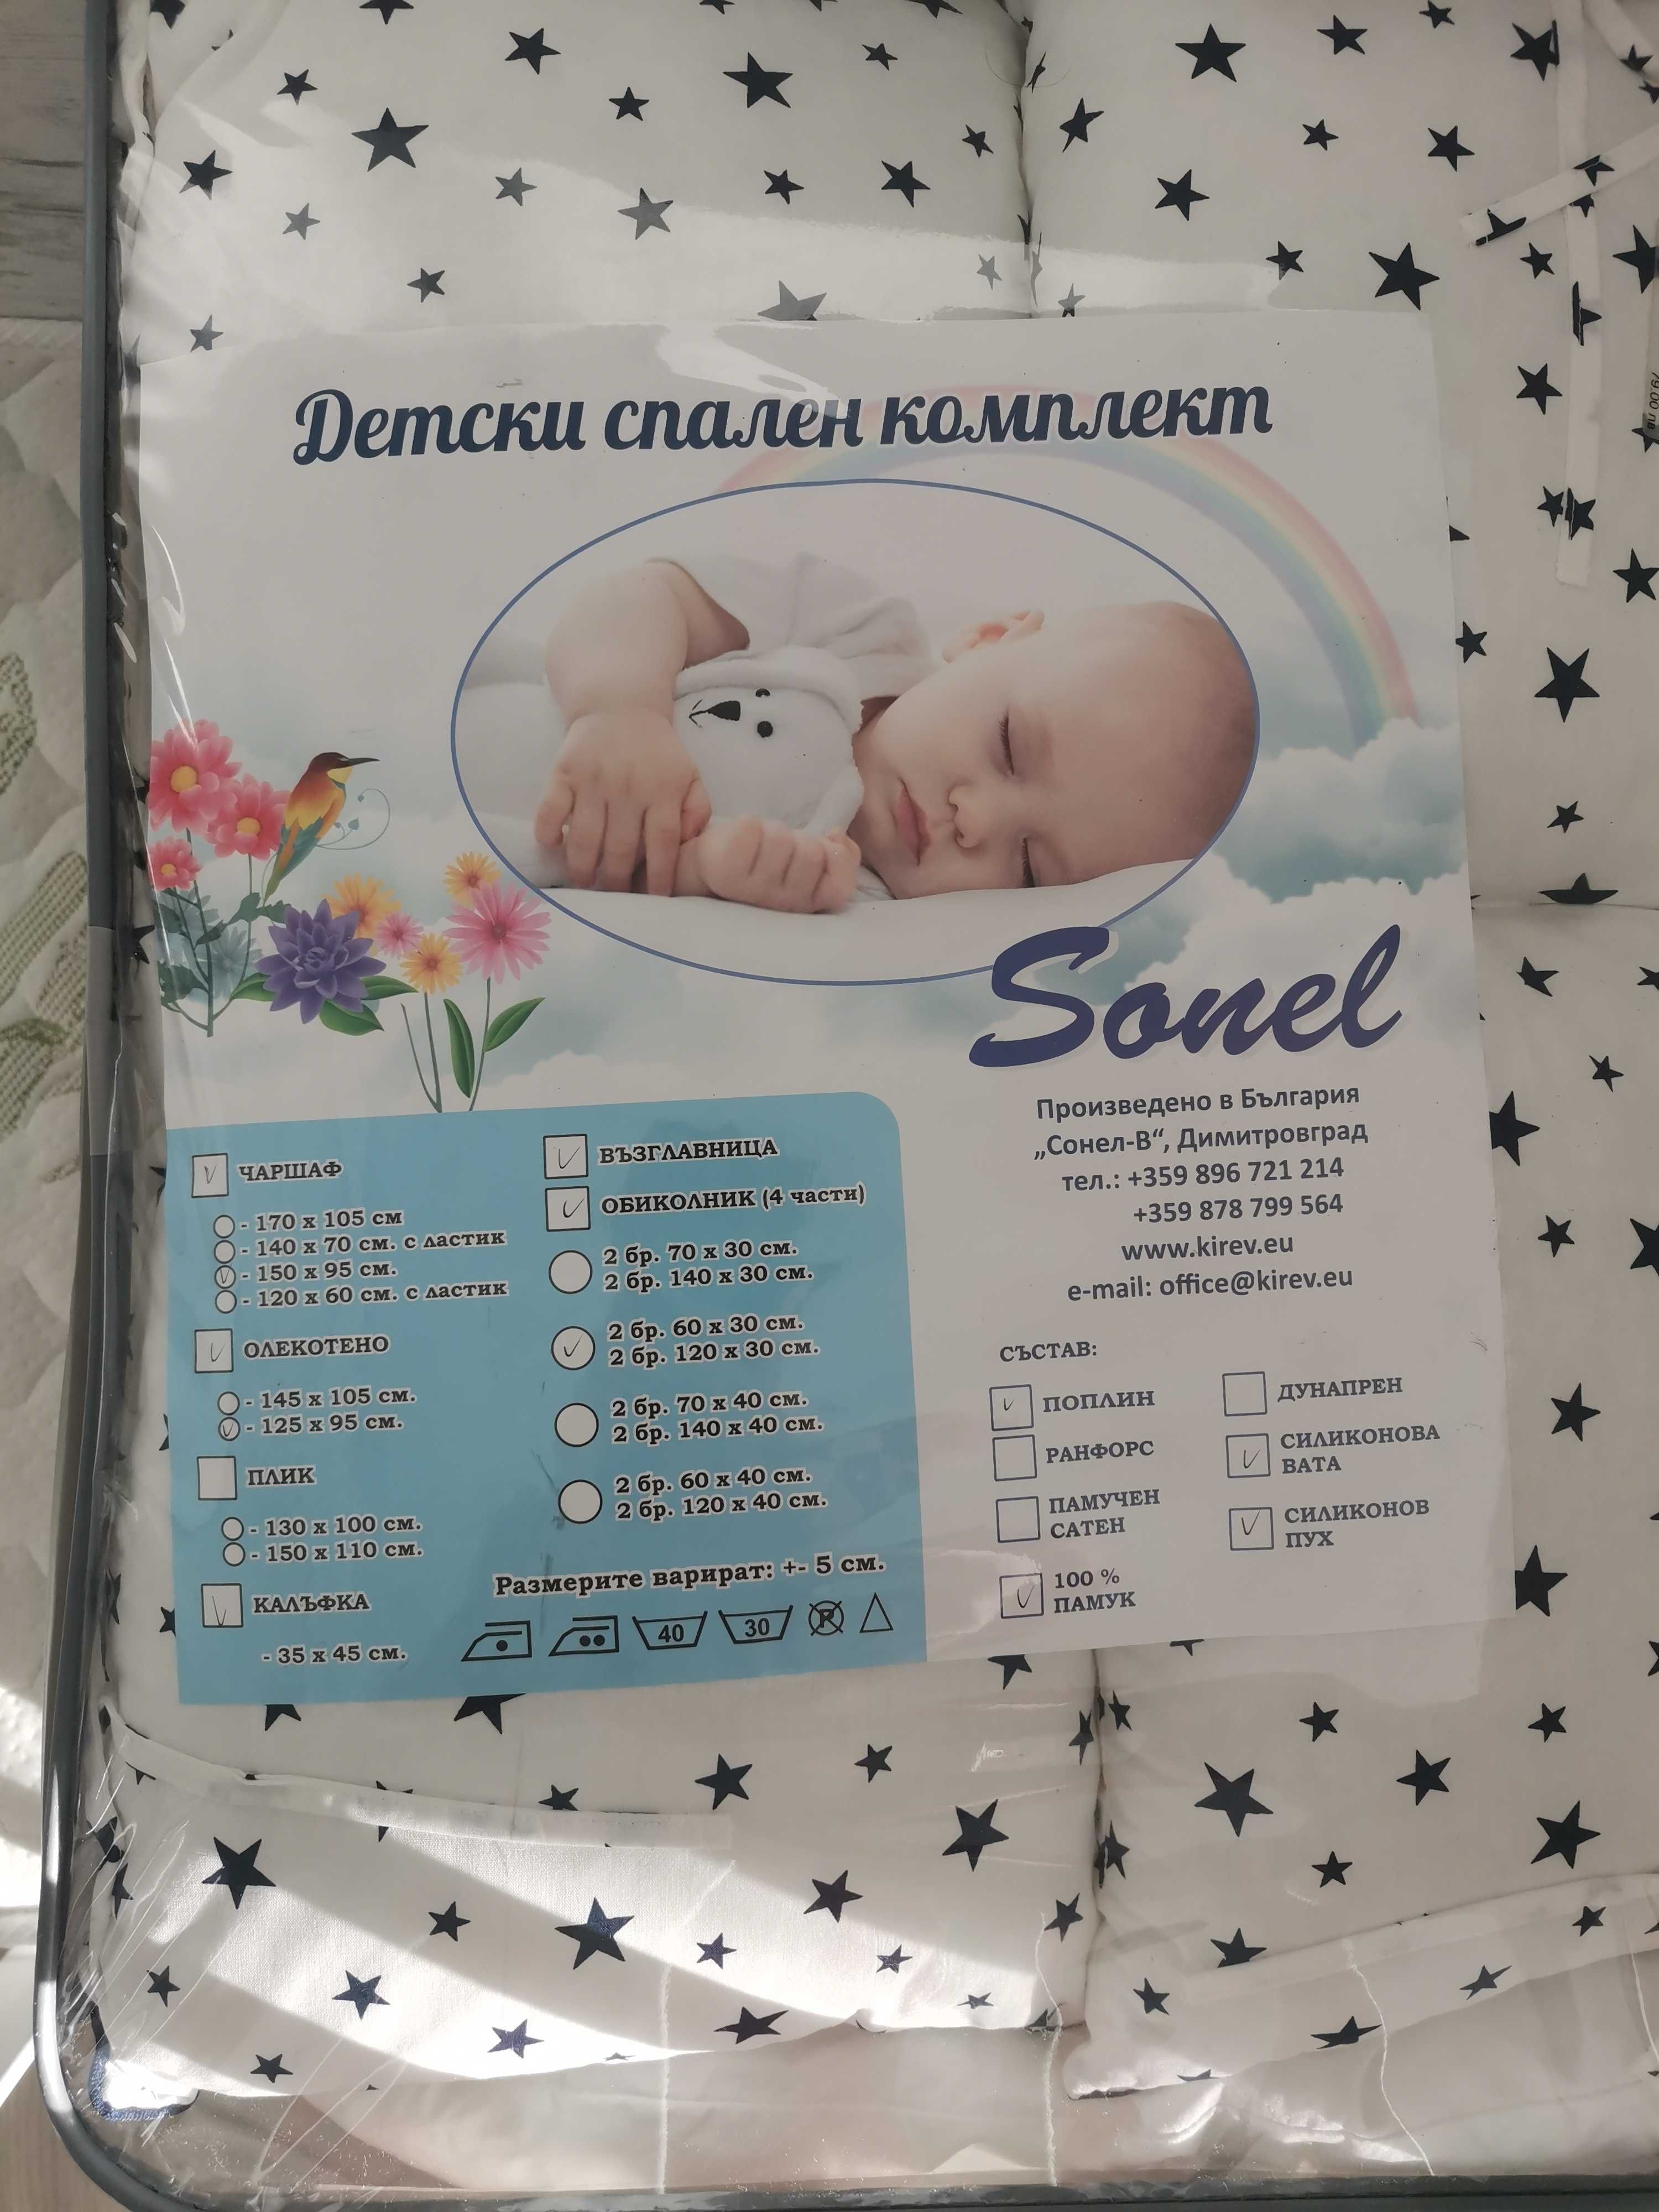 Детски спален комплект
Sonel
Произведено в България
„Сонел-В“, Димитровград
тел.: +359 896 721 214
+359 878 799 564
www.kirev.eu
e-mail: office@kirev.eu
ЧАРШАФ
- 170 x 105 см
- 140 x 70 см. с ластик
- 150 x 95 см.
- 120 x 60 см. с ластик
ОЛЕКОТЕНО
- 145 x 105 см.
- 125 x 95 см.
ПЛИК
- 130 x 100 см.
- 150 x 110 см.
КАЛЪФКА
- 35 x 45 см.
ВЪЗГЛАВНИЦА
ОБИКОЛНИК (4 части)
2 бр. 70 x 30 см.
2 бр. 140 x 30 см.
2 бр. 60 x 30 см.
2 бр. 120 x 30 см.
2 бр. 70 x 40 см.
2 бр. 140 x 40 см.
2 бр. 60 x 40 см.
2 бр. 120 x 40 см.
Размерите варират: +- 5 см.
40
30
P
СЪСТАВ:
ПОПЛИН
РАНФОРС
ПАМУЧЕН
САТЕН
100 %
ПАМУК
ДУНАПРЕН
СИЛИКОНОВА
ВАТА
СИЛИКОНОВ
ПУХ